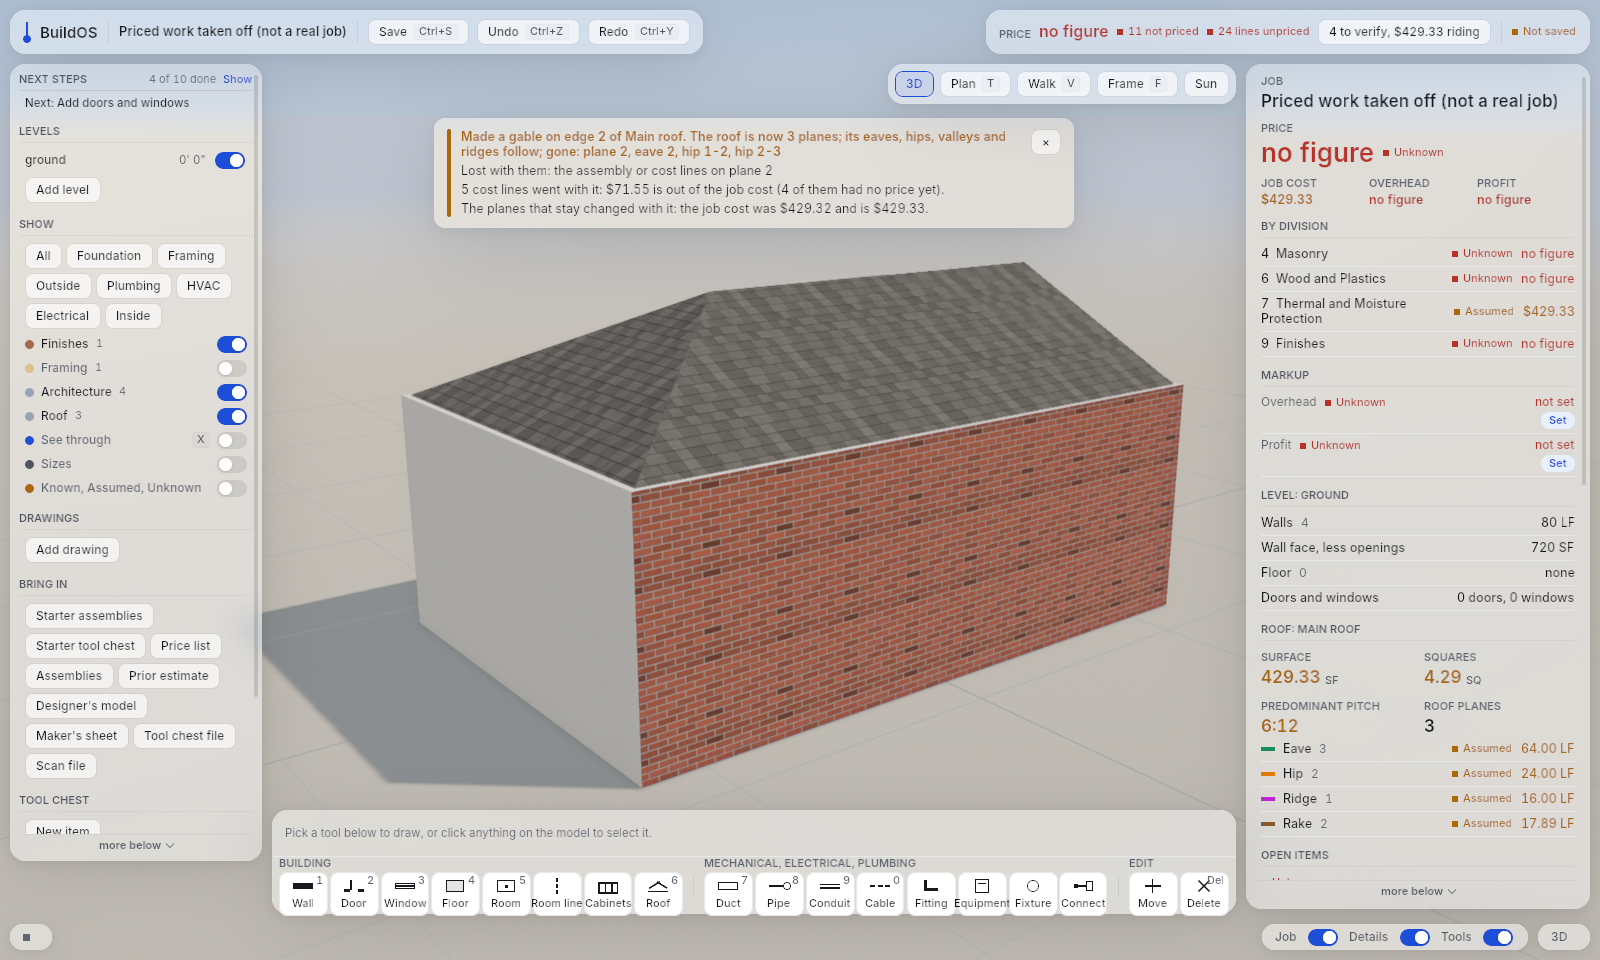 BuildOS
Priced work taken off (not a real job)
Save Ctrl+S
Undo Ctrl+Z
Redo Ctrl+Y
PRICE no figure 11 not priced 24 lines unpriced 4 to verify, $429.33 riding Not saved
NEXT STEPS 4 of 10 done Show
Next: Add doors and windows
LEVELS
ground 0' 0"
Add level
SHOW
All Foundation Framing
Outside Plumbing HVAC
Electrical Inside
Finishes 1
Framing 1
Architecture 4
Roof 3
See through X
Sizes
Known, Assumed, Unknown
DRAWINGS
Add drawing
BRING IN
Starter assemblies
Starter tool chest Price list
Assemblies Prior estimate
Designer's model
Maker's sheet Tool chest file
Scan file
TOOL CHEST
New item
more below
3D Plan T Walk V Frame F Sun
Made a gable on edge 2 of Main roof. The roof is now 3 planes; its eaves, hips, valleys and
ridges follow; gone: plane 2, eave 2, hip 1-2, hip 2-3
Lost with them: the assembly or cost lines on plane 2
5 cost lines went with it: $71.55 is out of the job cost (4 of them had no price yet).
The planes that stay changed with it: the job cost was $429.32 and is $429.33.
×
Pick a tool below to draw, or click anything on the model to select it.
BUILDING
Wall 1 Door 2 Window 3 Floor 4 Room 5 Room line Cabinets Roof 6
MECHANICAL, ELECTRICAL, PLUMBING
Duct 7 Pipe 8 Conduit 9 Cable 0 Fitting Equipment Fixture Connect
EDIT
Move Delete Del
JOB
Priced work taken off (not a real job)
PRICE
no figure Unknown
JOB COST OVERHEAD PROFIT
$429.33 no figure no figure
BY DIVISION
4 Masonry Unknown no figure
6 Wood and Plastics Unknown no figure
7 Thermal and Moisture Protection Assumed $429.33
9 Finishes Unknown no figure
MARKUP
Overhead Unknown not set
Set
Profit Unknown not set
Set
LEVEL: GROUND
Walls 4 80 LF
Wall face, less openings 720 SF
Floor 0 none
Doors and windows 0 doors, 0 windows
ROOF: MAIN ROOF
SURFACE SQUARES
429.33 SF 4.29 SQ
PREDOMINANT PITCH ROOF PLANES
6:12 3
Eave 3 Assumed 64.00 LF
Hip 2 Assumed 24.00 LF
Ridge 1 Assumed 16.00 LF
Rake 2 Assumed 17.89 LF
OPEN ITEMS
more below
Job Details Tools 3D